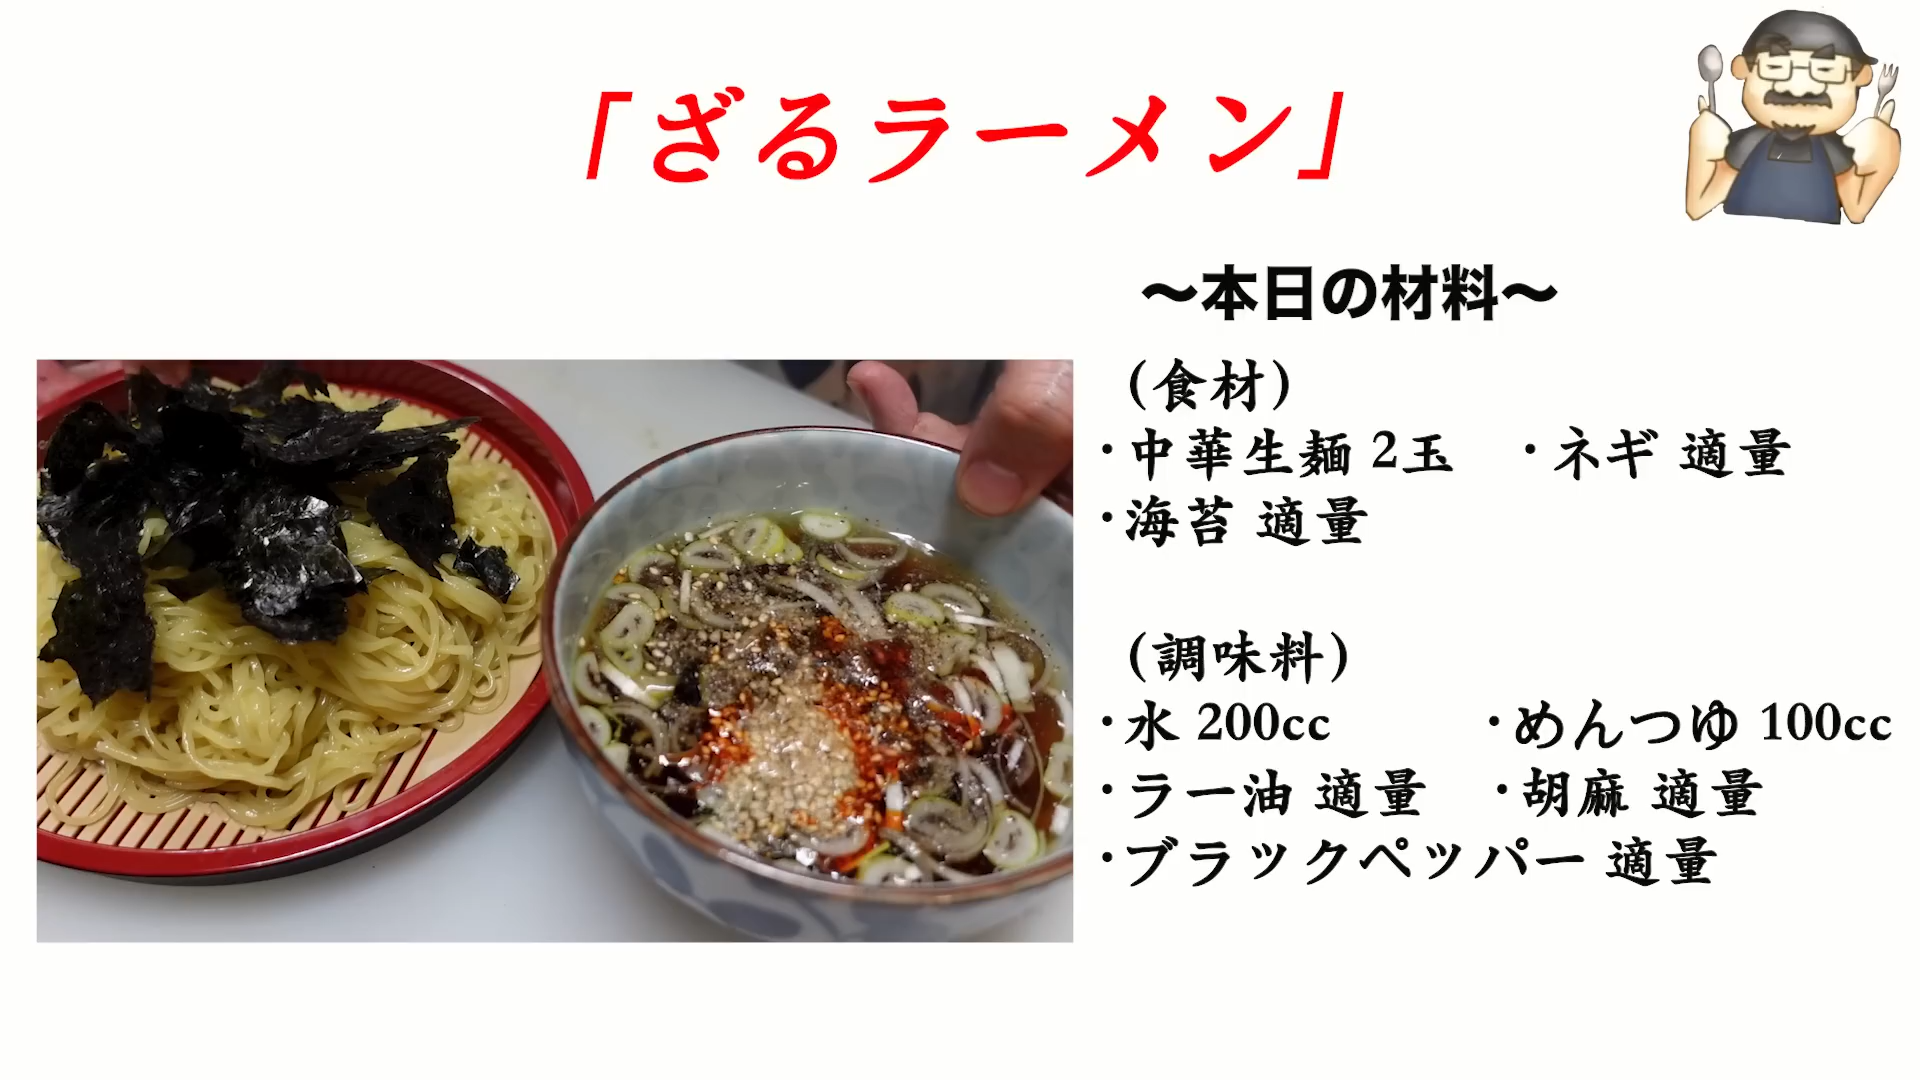 「ざるラーメン」
〜本日の材料〜
（食材）
・中華生麺 2玉　・ネギ 適量
・海苔 適量
（調味料）
・水 200cc　・めんつゆ 100cc
・ラー油 適量　・胡麻 適量
・ブラックペッパー 適量